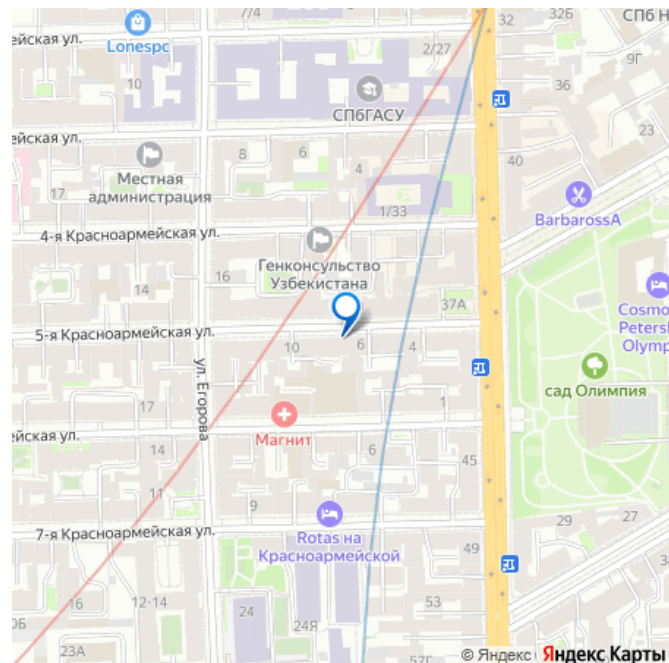 7/4
32
32Б
СПб Н
ейская ул.
Lonespc
2/27
9Г
10
36
СПбГАСУ
23
ейская ул.
8
6
40
Местная
администрация
4
17
1/33
BarbarossA
4-я Красноармейская ул.
Генконсульство
Узбекистана
16
14
37А
Cosmo
Petersb
Olymp
5-я Красноармейская ул.
10
6
4
сад Олимпия
ул. Егорова
1
Магнит
ейская ул.
14
6
45
11
9
7-я Красноармейская ул.
29
27
Rotas на
Красноармейской
49
16
12-14
24
53
23А
24Я
57Г
© Яндекс Яндекс Карты